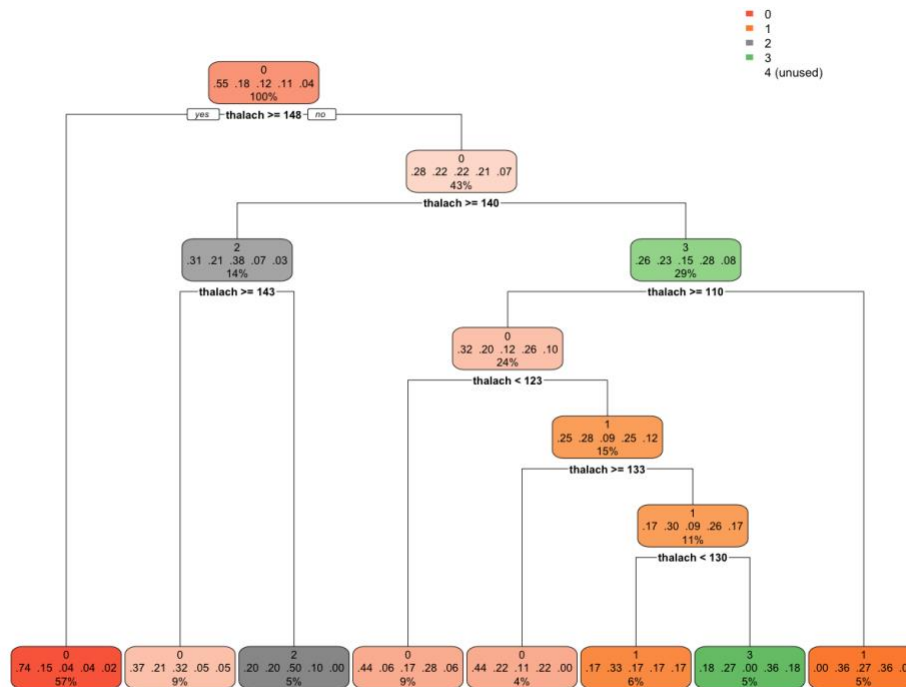 0
1
2
3
4 (unused)
0
.55 .18 .12 .11 .04
100%
yes thalach >= 148 no
0
.28 .22 .22 .21 .07
43%
thalach >= 140
2
.31 .21 .38 .07 .03
14%
thalach >= 143
3
.26 .23 .15 .28 .08
29%
thalach >= 110
0
.32 .20 .12 .26 .10
24%
thalach < 123
1
.25 .28 .09 .25 .12
15%
thalach >= 133
1
.17 .30 .09 .26 .17
11%
thalach < 130
0
.74 .15 .04 .04 .02
57%
0
.37 .21 .32 .05 .05
9%
2
.20 .20 .50 .10 .00
5%
0
.44 .06 .17 .28 .06
9%
0
.44 .22 .11 .22 .00
4%
1
.17 .33 .17 .17 .17
6%
3
.18 .27 .00 .36 .18
5%
1
.00 .36 .27 .36
5%